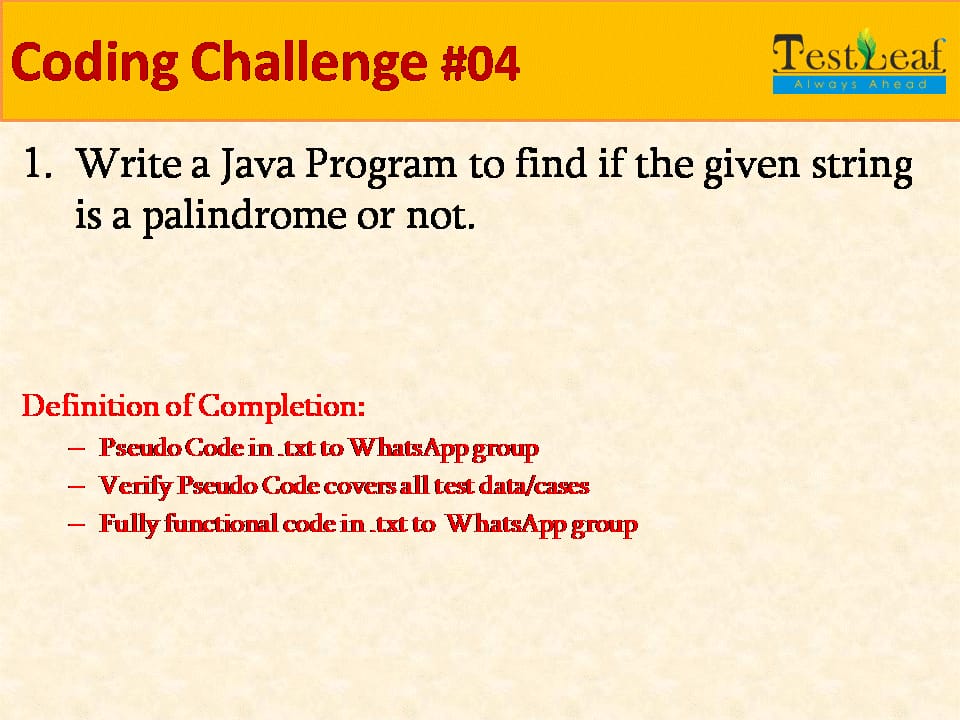 Coding Challenge #04
TestLeaf
Always Ahead
1. Write a Java Program to find if the given string
is a palindrome or not.
Definition of Completion:
– Pseudo Code in .txt to WhatsApp group
– Verify Pseudo Code covers all test data/cases
– Fully functional code in .txt to WhatsApp group